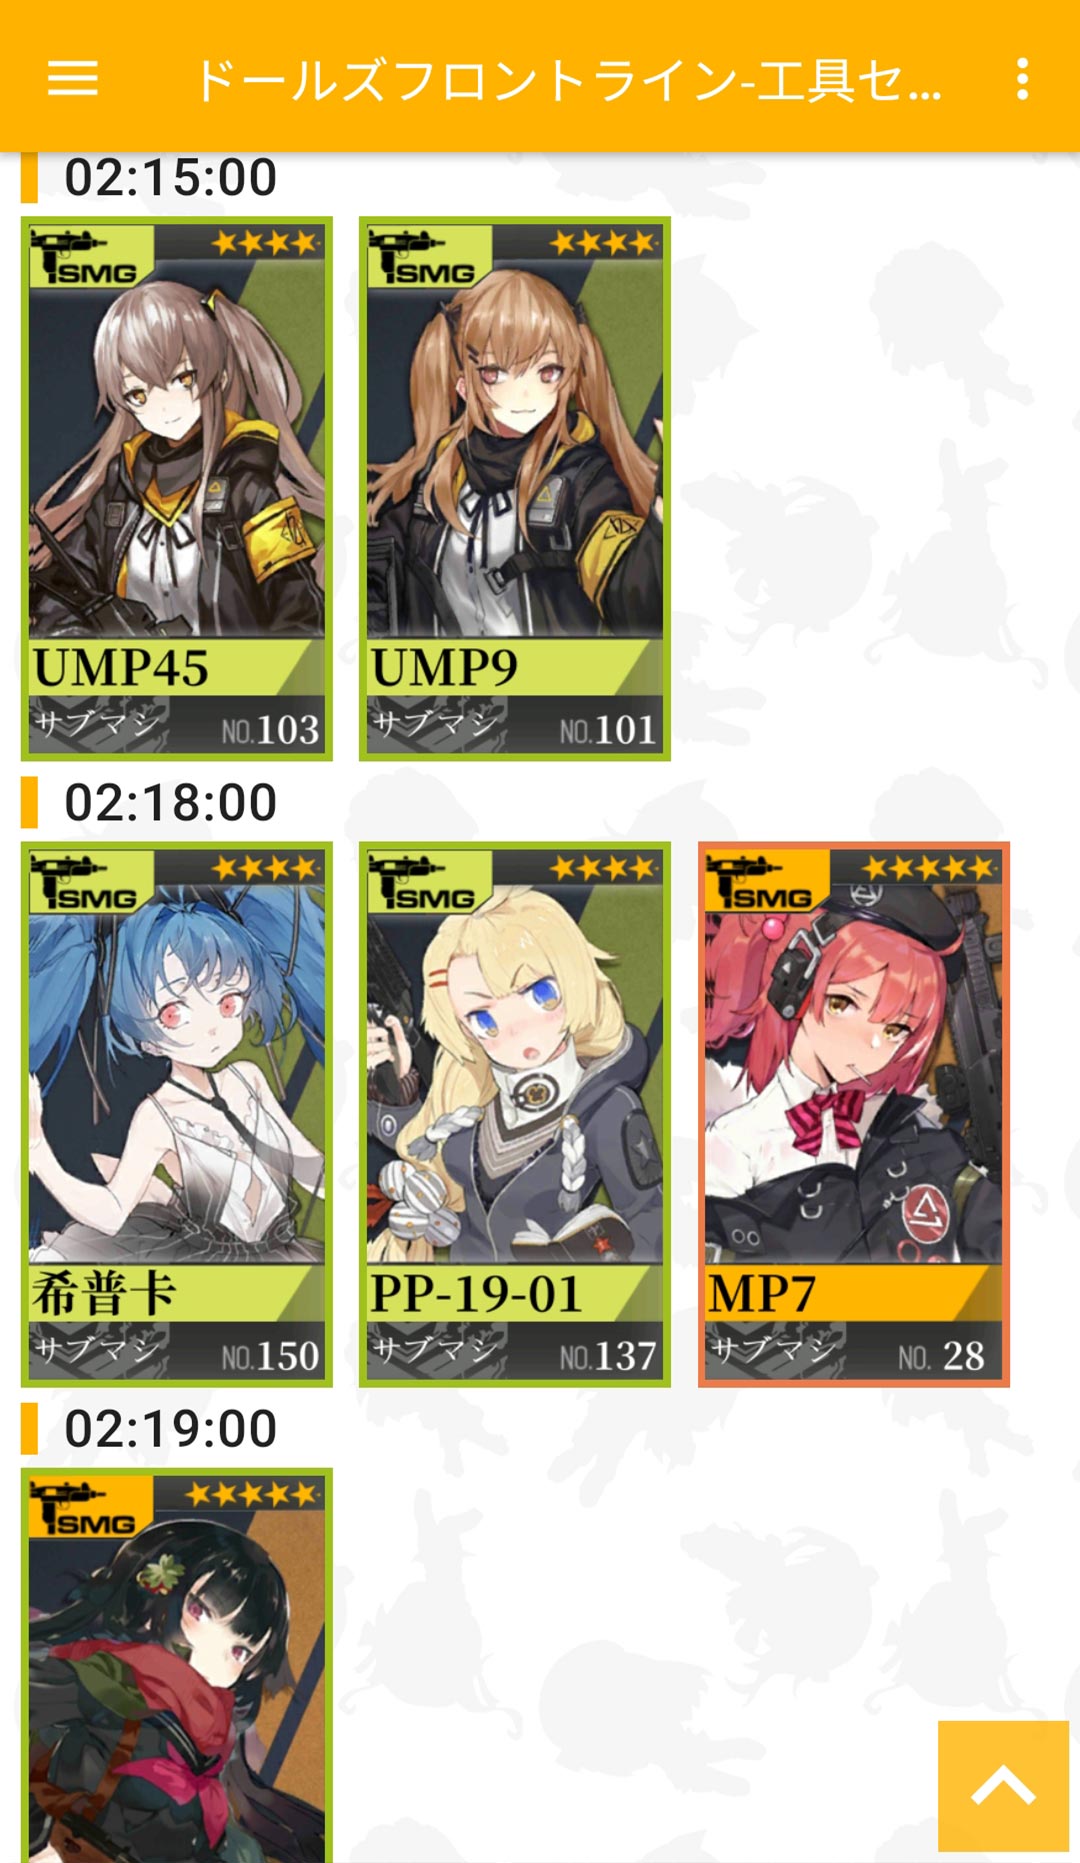 ドールズフロントライン-工具セ...
02:15:00
SMG
SMG
UMP45
UMP9
サブマシ NO.103
サブマシ NO.101
02:18:00
SMG
SMG
SMG
希普卡
PP-19-01
MP7
サブマシ NO.150
サブマシ NO.137
サブマシ NO. 28
02:19:00
SMG